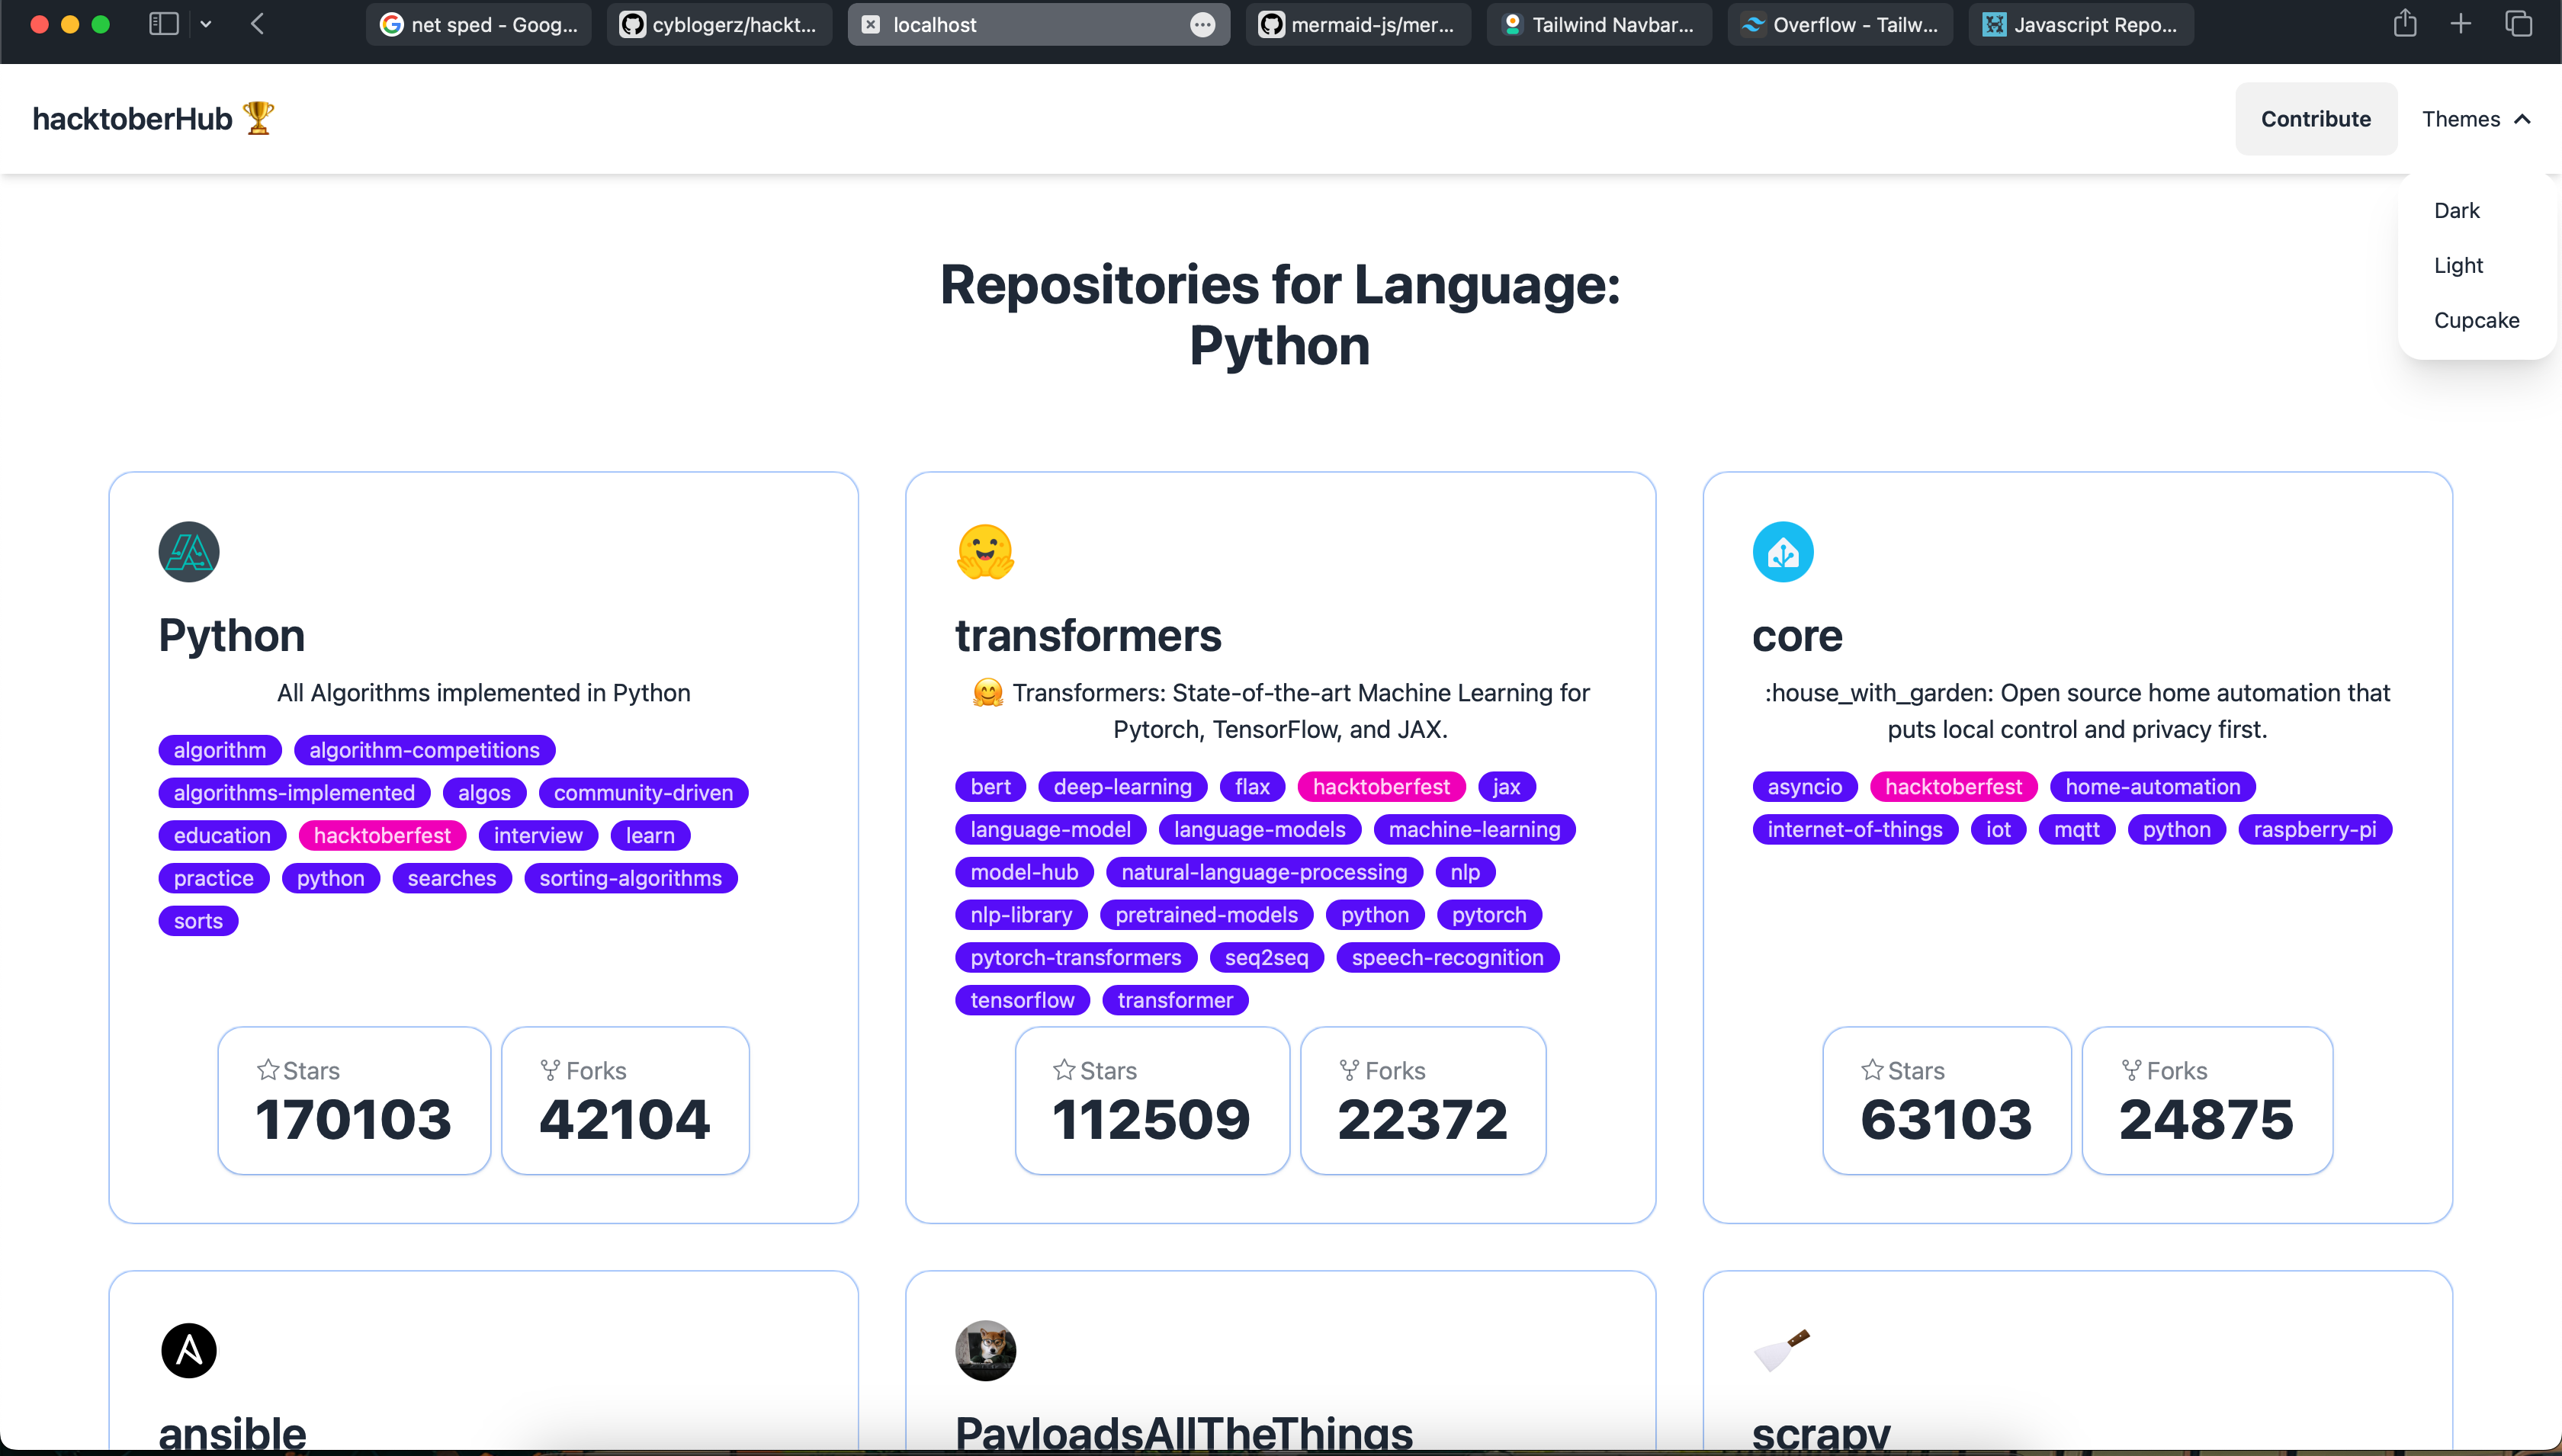 net sped - Goog...
cyblogerz/hackt...
localhost
mermaid-js/mer...
Tailwind Navbar...
Overflow - Tailw...
Javascript Repo...
hacktoberHub 🏆
Contribute
Themes
Dark
Light
Cupcake
Repositories for Language:
Python
Python
All Algorithms implemented in Python
algorithm algorithm-competitions
algorithms-implemented algos community-driven
education hacktoberfest interview learn
practice python searches sorting-algorithms
sorts
Stars
170103
Forks
42104
transformers
🤗 Transformers: State-of-the-art Machine Learning for
Pytorch, TensorFlow, and JAX.
bert deep-learning flax hacktoberfest jax
language-model language-models machine-learning
model-hub natural-language-processing nlp
nlp-library pretrained-models python pytorch
pytorch-transformers seq2seq speech-recognition
tensorflow transformer
Stars
112509
Forks
22372
core
:house_with_garden: Open source home automation that
puts local control and privacy first.
asyncio hacktoberfest home-automation
internet-of-things iot mqtt python raspberry-pi
Stars
63103
Forks
24875
ansible
PayloadsAllTheThings
scrapy